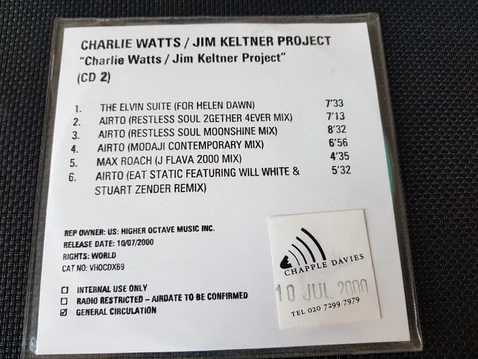 CHARLIE WATTS / JIM KELTNER PROJECT
"Charlie Watts / Jim Keltner Project"
(CD 2)
1. THE ELVIN SUITE (FOR HELEN DAWN) 7'33
2. AIRTO (RESTLESS SOUL 2GETHER 4EVER MIX) 7'13
3. AIRTO (RESTLESS SOUL MOONSHINE MIX) 8'32
4. AIRTO (MODAJI CONTEMPORARY MIX) 6'56
5. MAX ROACH (J FLAVA 2000 MIX) 4'35
6. AIRTO (EAT STATIC FEATURING WILL WHITE & 5'32
STUART ZENDER REMIX)
REP OWNER: US: HIGHER OCTAVE MUSIC INC.
RELEASE DATE: 10/07/2000
RIGHTS: WORLD
CAT NO: VHOCDX69
INTERNAL USE ONLY
RADIO RESTRICTED – AIRDATE TO BE CONFIRMED
GENERAL CIRCULATION
CHAPPLE DAVIES
10 JUL 2000
TEL 020 7299 7979